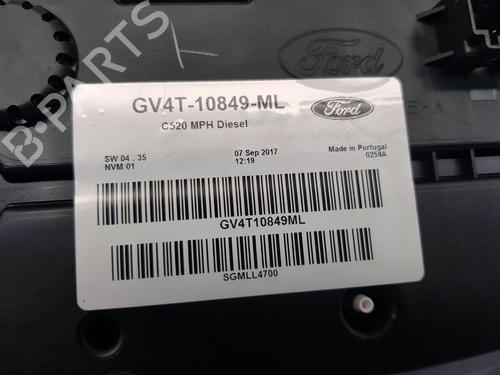 Ford
GV4T-10849-ML
Ford
C520 MPH Diesel
SW 04 . 35
NVM 01
07 Sep 2017
12:19
Made in Portugal
0259A
GV4T10849ML
SGMLL4700
B-PARTS
E-A